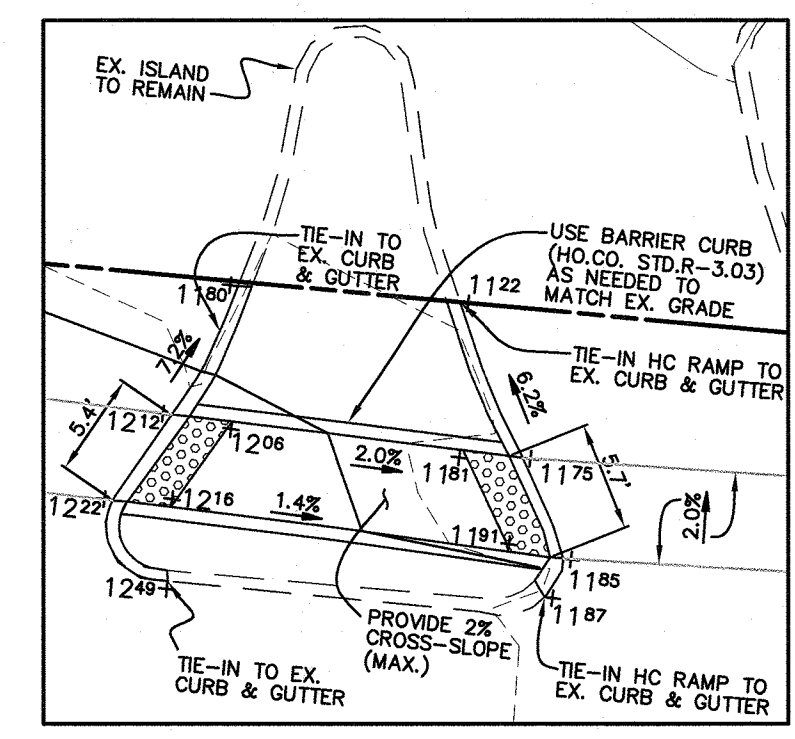 EX. ISLAND
TO REMAIN
TIE-IN TO
EX. CURB
& GUTTER
USE BARRIER CURB
(HO.CO. STD.R-3.03)
AS NEEDED TO
MATCH EX. GRADE
1180
1122
7.2%
TIE-IN HC RAMP TO
EX. CURB & GUTTER
6.2%
5.4'
1212'
1206
2.0%
1181
1175
5.7'
1222'
1216
1.4%
1191
2.0%
1185
1249
1187
PROVIDE 2%
CROSS-SLOPE
(MAX.)
TIE-IN TO EX.
CURB & GUTTER
TIE-IN HC RAMP TO
EX. CURB & GUTTER